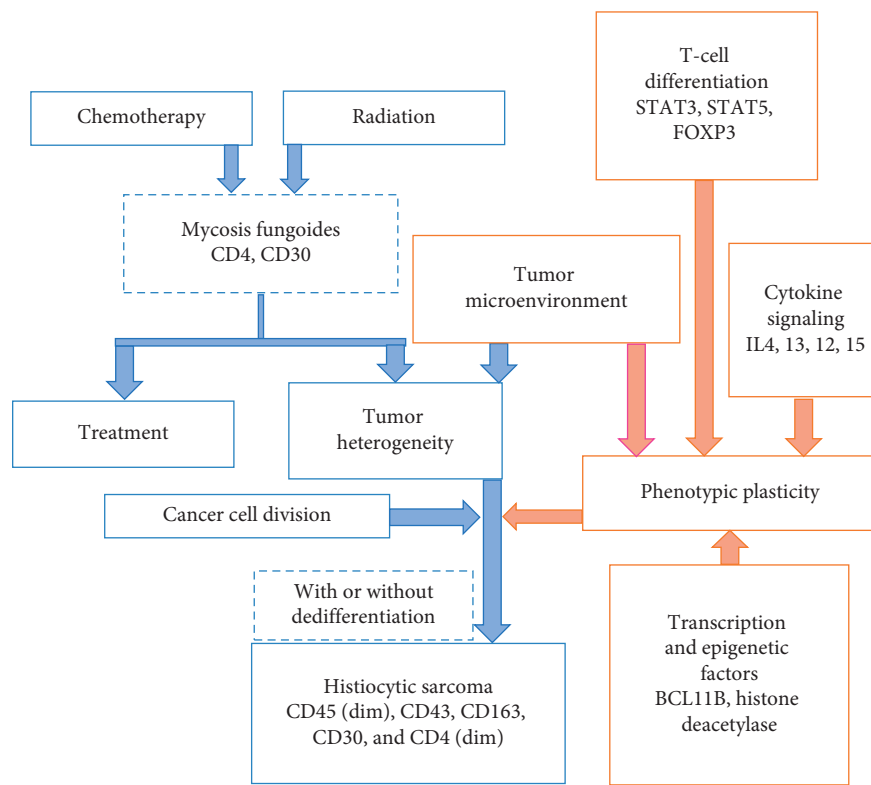 T-cell
differentiation
STAT3, STAT5,
FOXP3
Chemotherapy
Radiation
Mycosis fungoides
CD4, CD30
Tumor
microenvironment
Cytokine
signaling
IL4, 13, 12, 15
Treatment
Tumor
heterogeneity
Phenotypic plasticity
Cancer cell division
With or without
dedifferentiation
Transcription
and epigenetic
factors
BCL11B, histone
deacetylase
Histiocytic sarcoma
CD45 (dim), CD43, CD163,
CD30, and CD4 (dim)